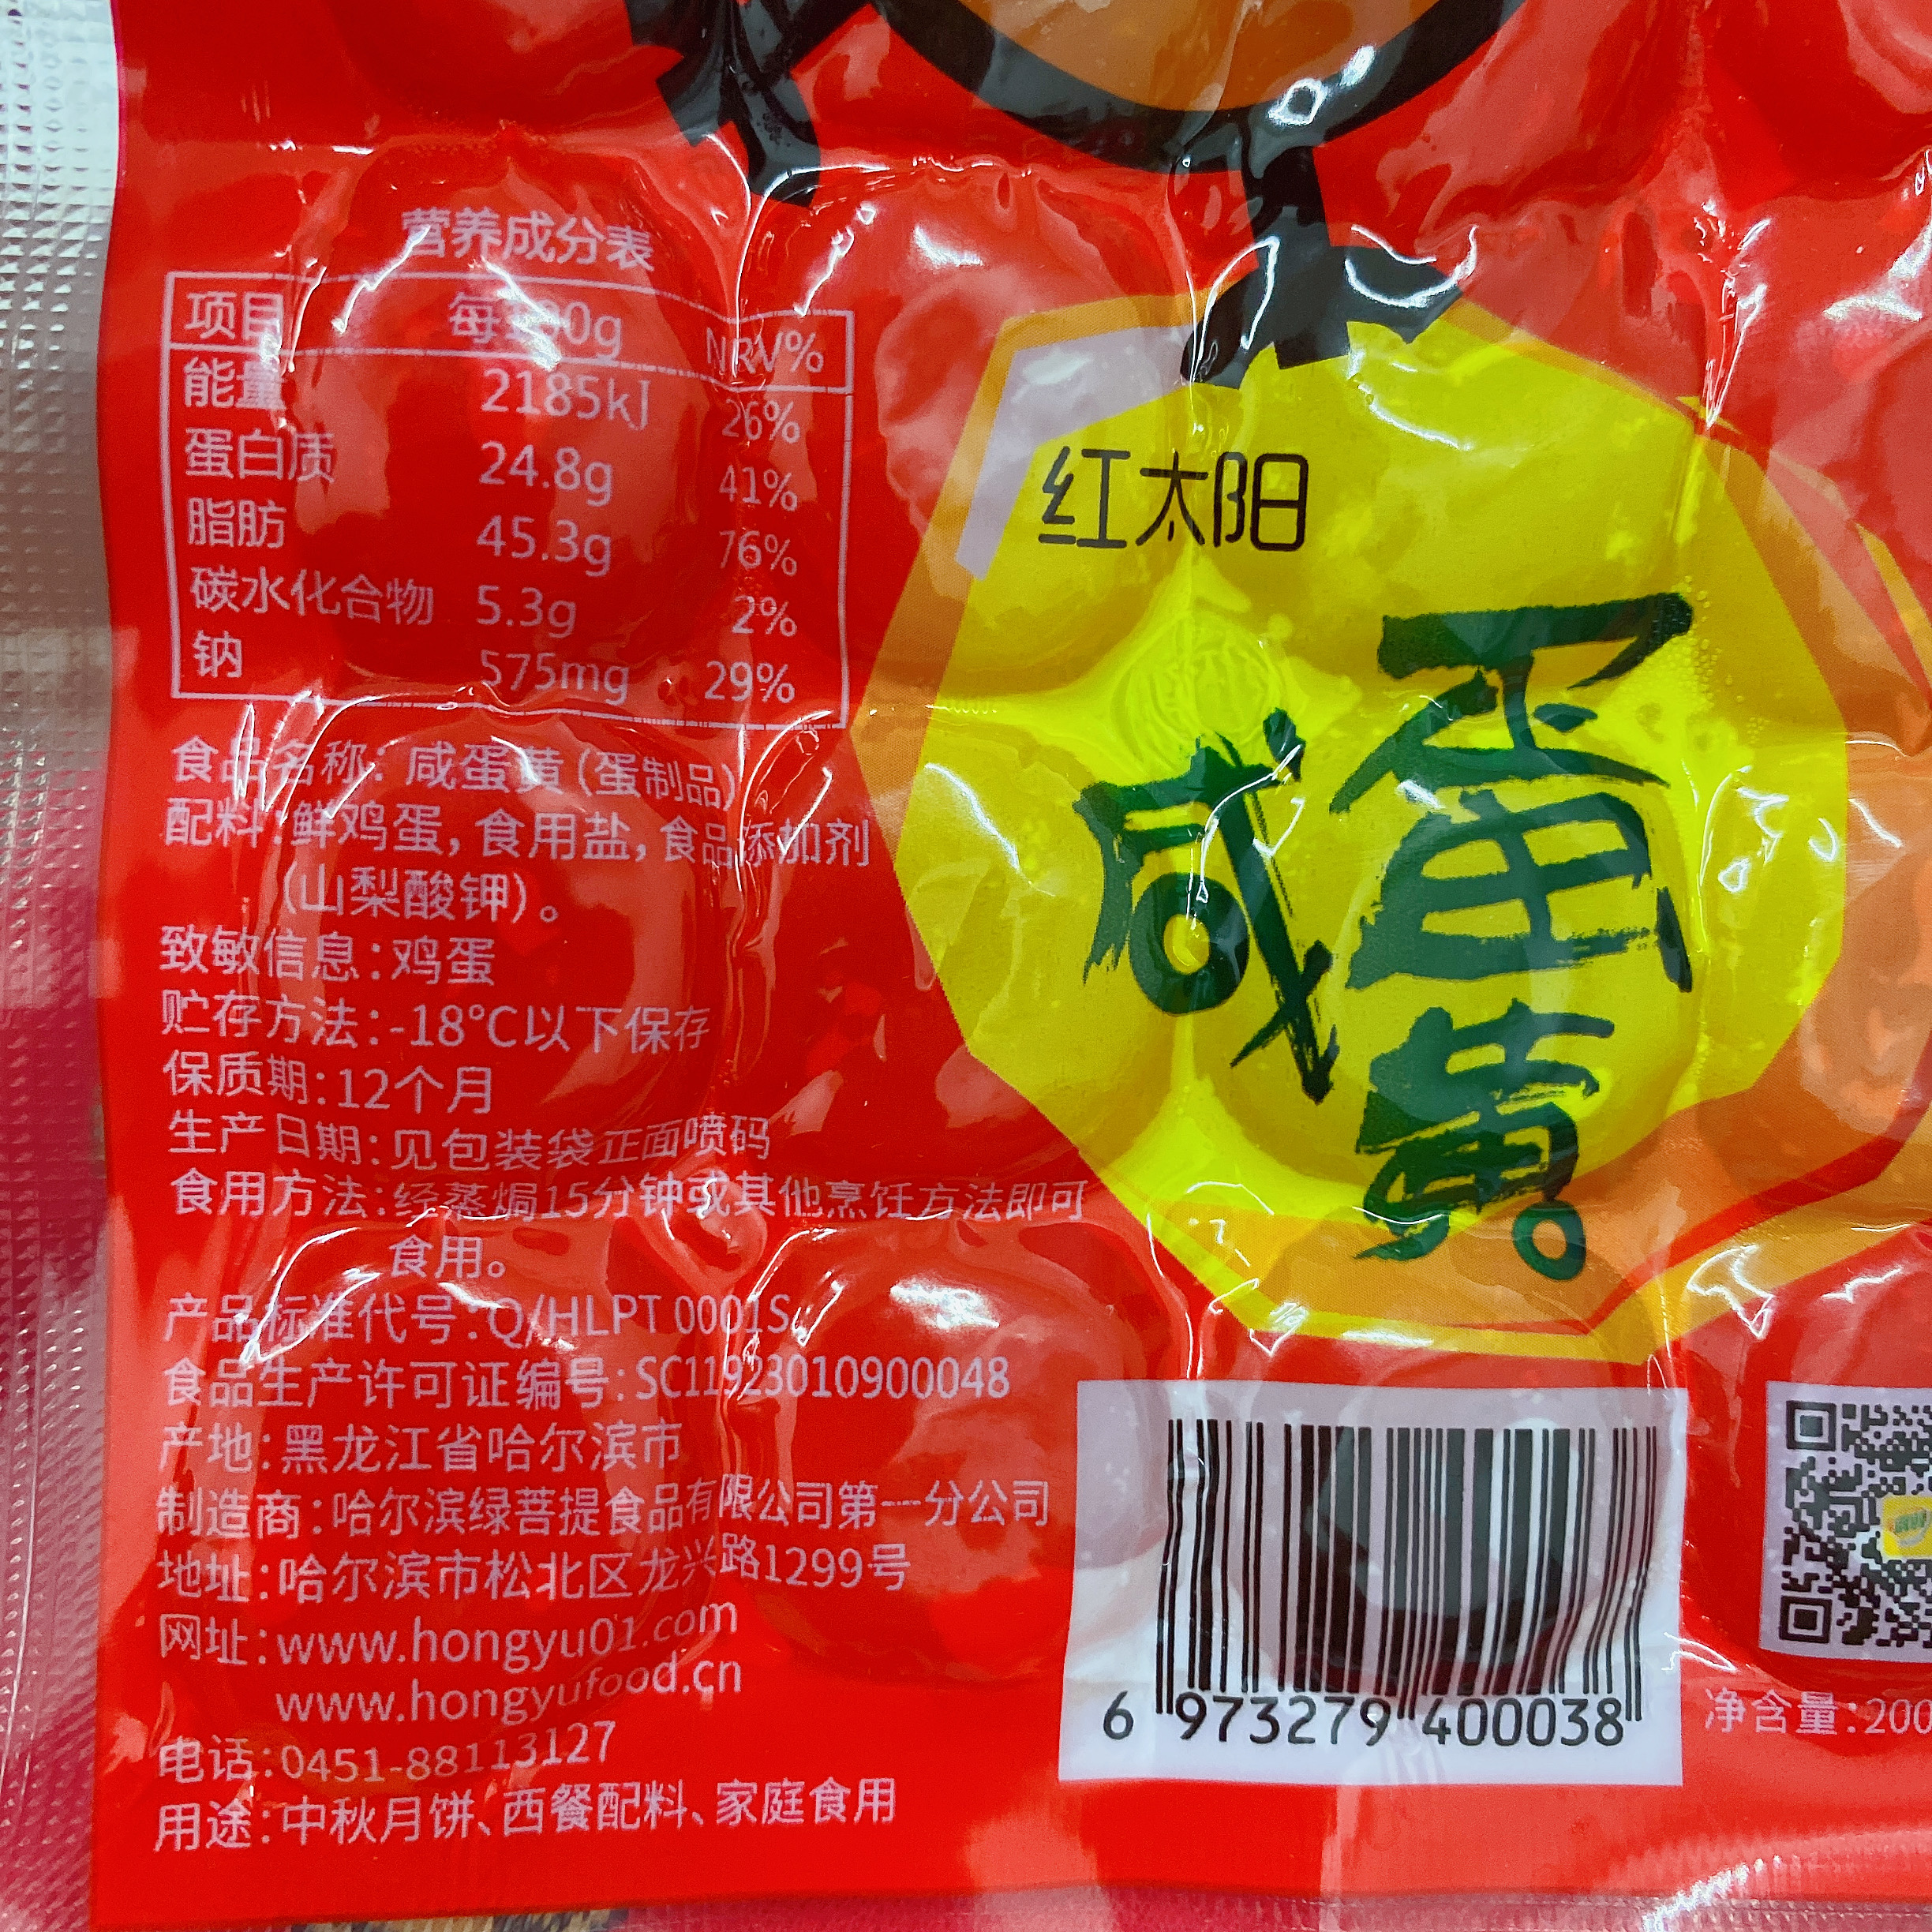 营养成分表
项目 每100g NRV%
能量 2185kJ 26%
蛋白质 24.8g 41%
脂肪 45.3g 76%
碳水化合物 5.3g 2%
钠 575mg 29%
食品名称：咸蛋黄（蛋制品）
配料：鲜鸡蛋，食用盐，食品添加剂
（山梨酸钾）。
致敏信息：鸡蛋
贮存方法：-18℃以下保存
保质期：12个月
生产日期：见包装袋正面喷码
食用方法：经蒸焗15分钟或其他烹饪方法即可
食用。
产品标准代号：Q/HLPT 0001S
食品生产许可证编号：SC11923010900048
产地：黑龙江省哈尔滨市
制造商：哈尔滨绿菩提食品有限公司第一分公司
地址：哈尔滨市松北区龙兴路1299号
网址：www.hongyu01.com
www.hongyufood.cn
电话：0451-88113127
用途：中秋月饼、西餐配料、家庭食用
红太阳
咸蛋黄
6 973279 400038
净含量：200